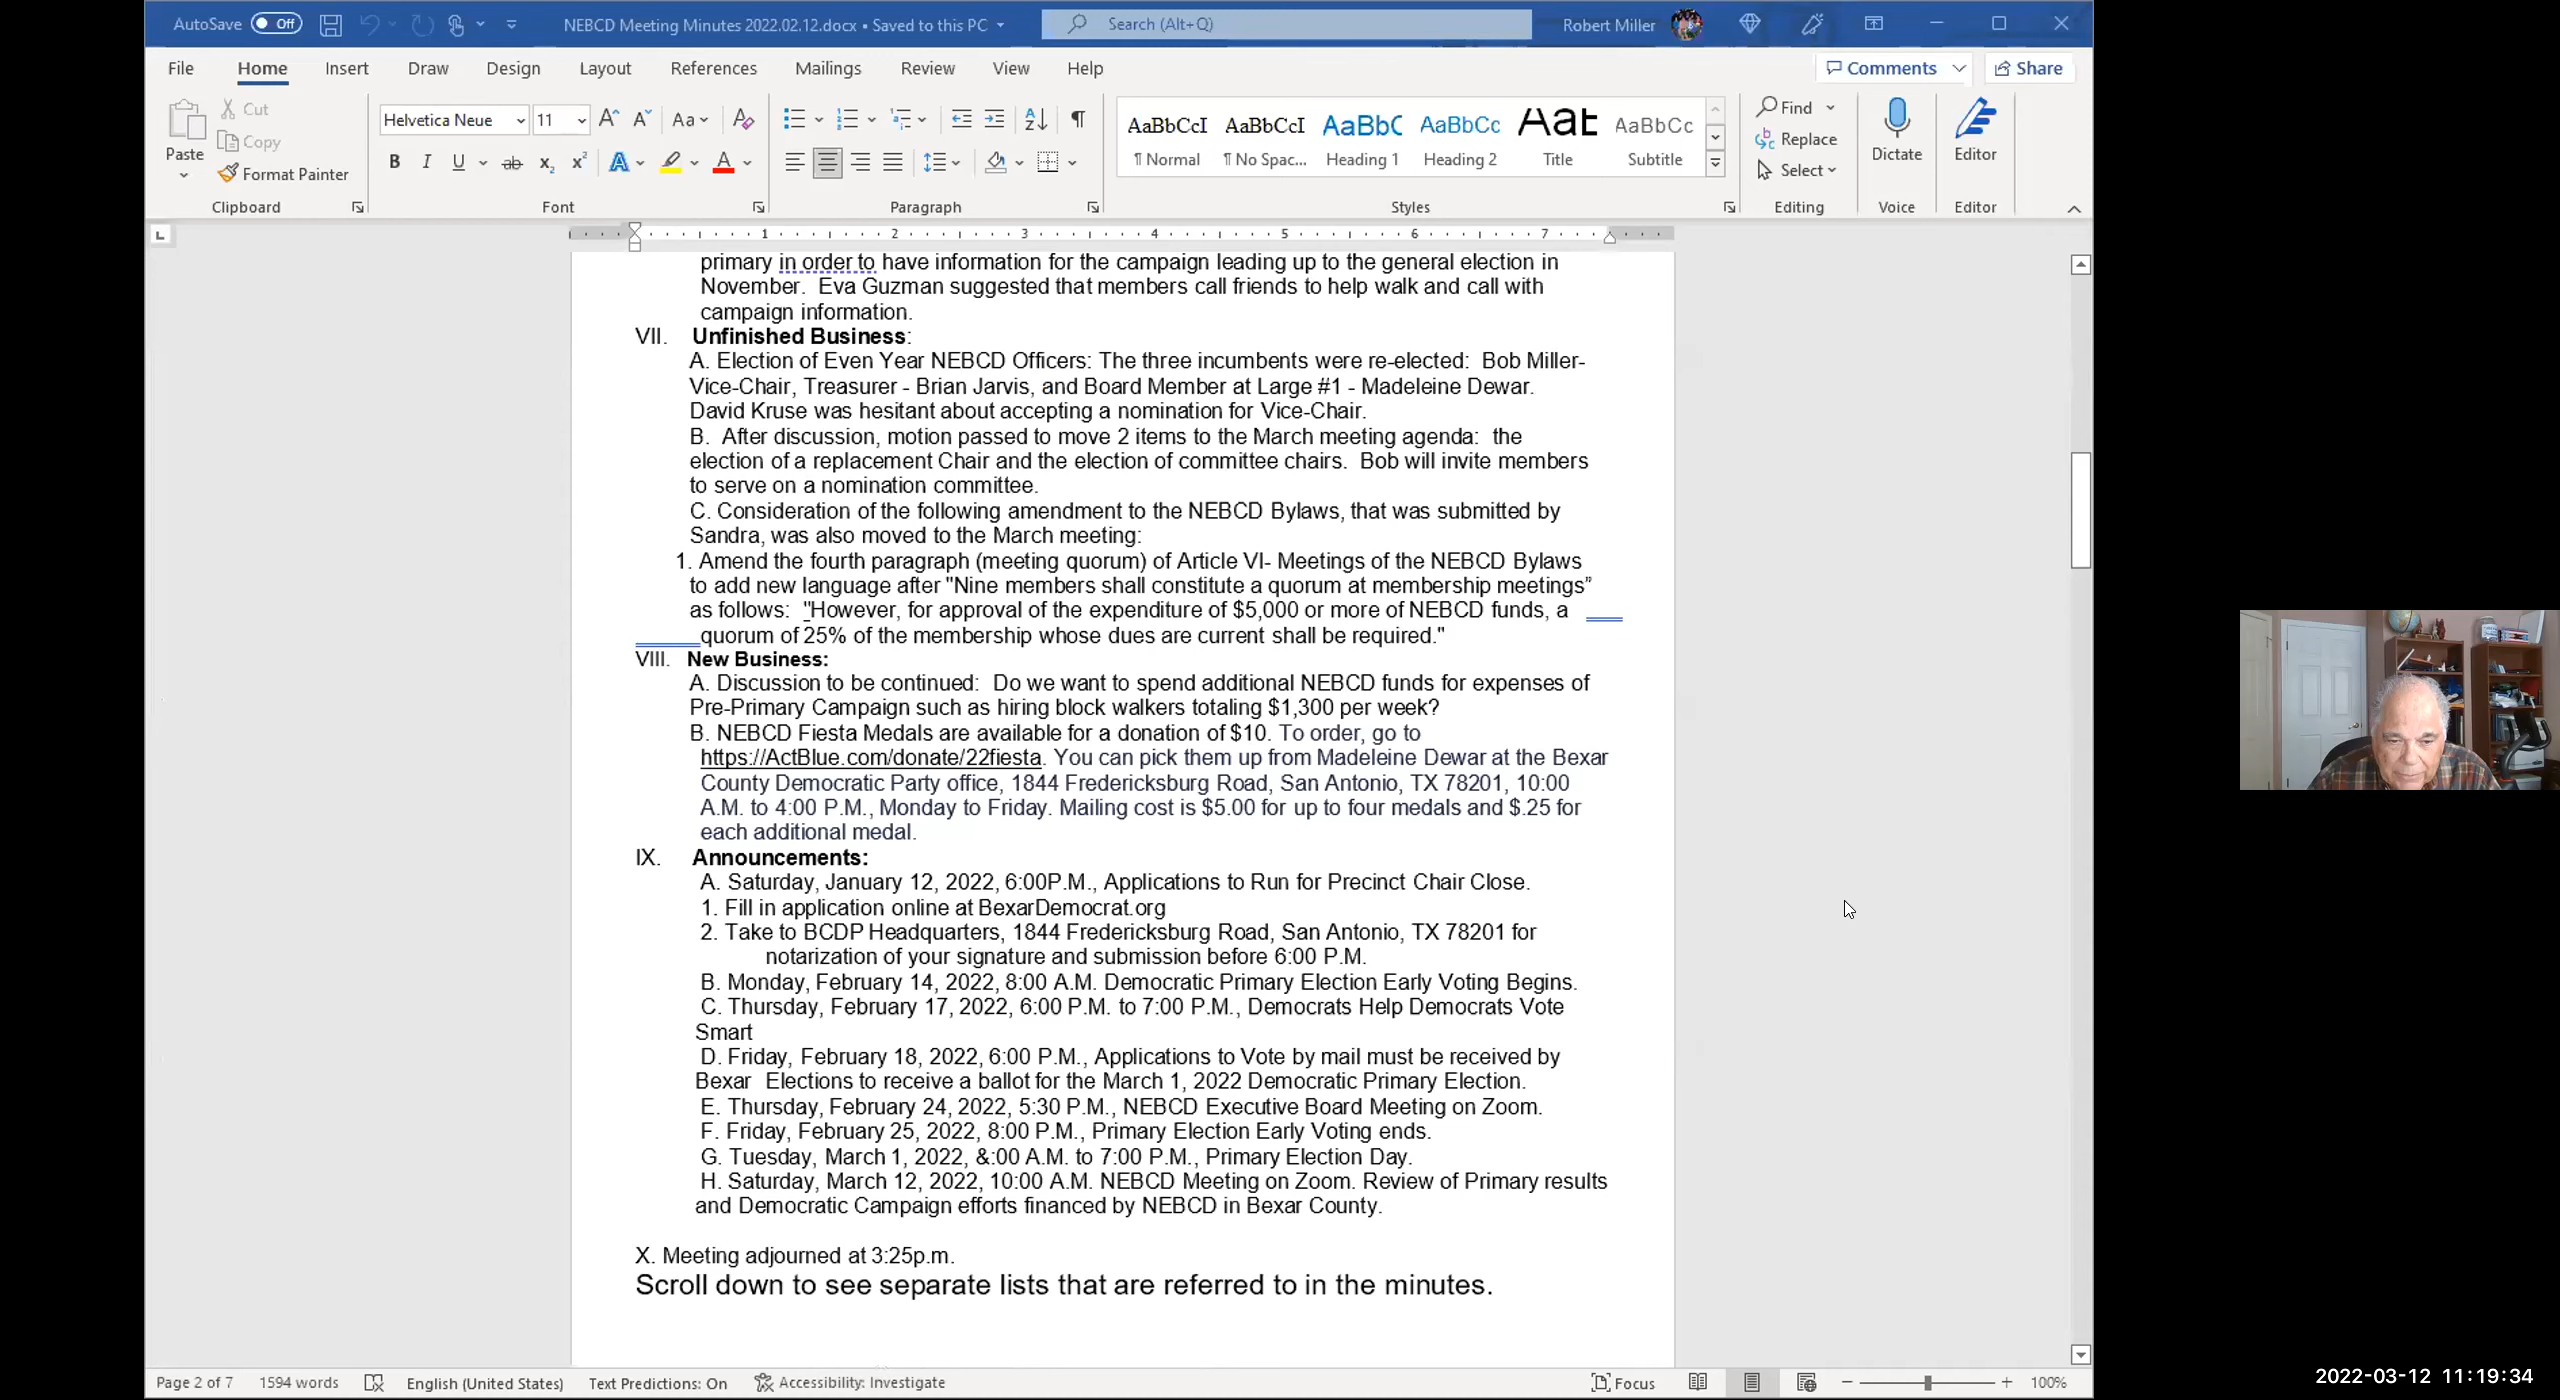 AutoSave Off NEBCD Meeting Minutes 2022.02.12.docx • Saved to this PC Search (Alt+Q) Robert Miller
File Home Insert Draw Design Layout References Mailings Review View Help Comments Share
Paste Cut Copy Format Painter
Helvetica Neue 11 Aa
AaBbCcI AaBbCcI AaBbC AaBbCc AaB AaBbCc
¶ Normal ¶ No Spac... Heading 1 Heading 2 Title Subtitle
Find Replace Select Dictate Editor
Clipboard Font Paragraph Styles Editing Voice Editor
1 2 3 4 5 6 7
primary in order to have information for the campaign leading up to the general election in
November. Eva Guzman suggested that members call friends to help walk and call with
campaign information.
VII. Unfinished Business:
A. Election of Even Year NEBCD Officers: The three incumbents were re-elected: Bob Miller-
Vice-Chair, Treasurer - Brian Jarvis, and Board Member at Large #1 - Madeleine Dewar.
David Kruse was hesitant about accepting a nomination for Vice-Chair.
B. After discussion, motion passed to move 2 items to the March meeting agenda: the
election of a replacement Chair and the election of committee chairs. Bob will invite members
to serve on a nomination committee.
C. Consideration of the following amendment to the NEBCD Bylaws, that was submitted by
Sandra, was also moved to the March meeting:
1. Amend the fourth paragraph (meeting quorum) of Article VI- Meetings of the NEBCD Bylaws
to add new language after "Nine members shall constitute a quorum at membership meetings”
as follows: "However, for approval of the expenditure of $5,000 or more of NEBCD funds, a
quorum of 25% of the membership whose dues are current shall be required."
VIII. New Business:
A. Discussion to be continued: Do we want to spend additional NEBCD funds for expenses of
Pre-Primary Campaign such as hiring block walkers totaling $1,300 per week?
B. NEBCD Fiesta Medals are available for a donation of $10. To order, go to
https://ActBlue.com/donate/22fiesta. You can pick them up from Madeleine Dewar at the Bexar
County Democratic Party office, 1844 Fredericksburg Road, San Antonio, TX 78201, 10:00
A.M. to 4:00 P.M., Monday to Friday. Mailing cost is $5.00 for up to four medals and $.25 for
each additional medal.
IX. Announcements:
A. Saturday, January 12, 2022, 6:00P.M., Applications to Run for Precinct Chair Close.
1. Fill in application online at BexarDemocrat.org
2. Take to BCDP Headquarters, 1844 Fredericksburg Road, San Antonio, TX 78201 for
notarization of your signature and submission before 6:00 P.M.
B. Monday, February 14, 2022, 8:00 A.M. Democratic Primary Election Early Voting Begins.
C. Thursday, February 17, 2022, 6:00 P.M. to 7:00 P.M., Democrats Help Democrats Vote
Smart
D. Friday, February 18, 2022, 6:00 P.M., Applications to Vote by mail must be received by
Bexar Elections to receive a ballot for the March 1, 2022 Democratic Primary Election.
E. Thursday, February 24, 2022, 5:30 P.M., NEBCD Executive Board Meeting on Zoom.
F. Friday, February 25, 2022, 8:00 P.M., Primary Election Early Voting ends.
G. Tuesday, March 1, 2022, &:00 A.M. to 7:00 P.M., Primary Election Day.
H. Saturday, March 12, 2022, 10:00 A.M. NEBCD Meeting on Zoom. Review of Primary results
and Democratic Campaign efforts financed by NEBCD in Bexar County.
X. Meeting adjourned at 3:25p.m.
Scroll down to see separate lists that are referred to in the minutes.
Page 2 of 7 1594 words English (United States) Text Predictions: On Accessibility: Investigate Focus 100%
2022-03-12 11:19:34